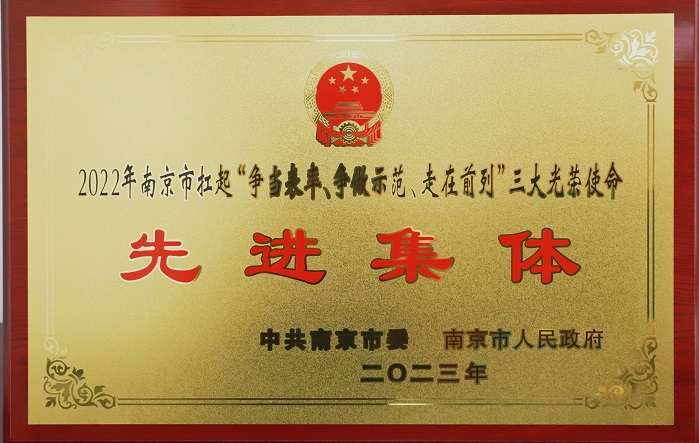 2022年南京市扛起“争当表率、争做示范、走在前列”三大光荣使命
先进集体
中共南京市委 南京市人民政府
二〇二三年